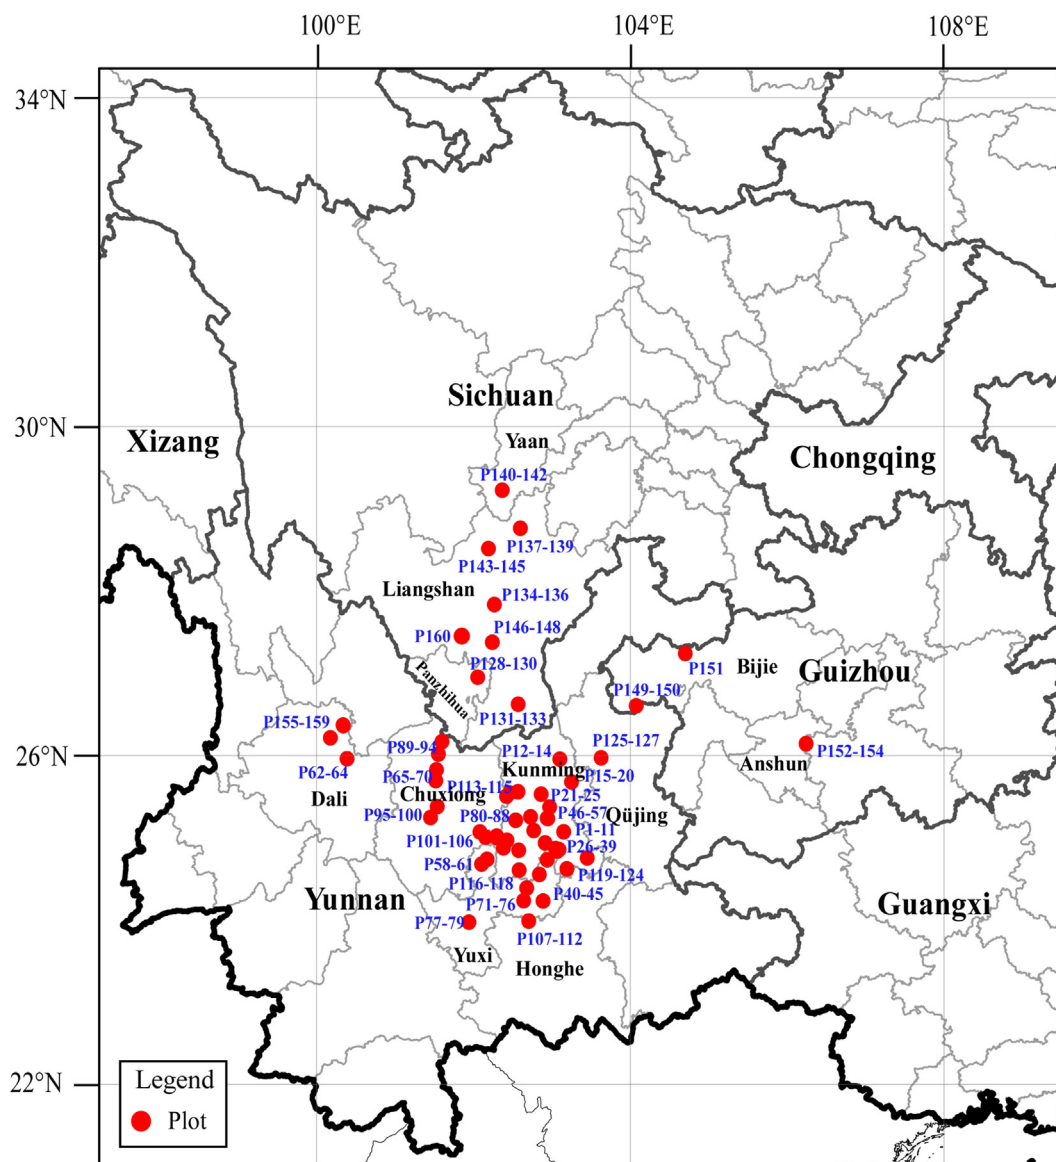 100°E
104°E
108°E
34°N
Sichuan
30°N
Xizang
Yaan
Chongqing
P140-142
P137-139
P143-145
Liangshan
P134-136
P146-148
P160
P128-130
P151
Bijie
Guizhou
Panzhihua
P149-150
P131-133
P155-159
P89-94
P12-14
P125-127
26°N
P152-154
Anshun
P62-64
P65-70
Kunming
P15-20
P113-115
Dali
Chuxiong
P21-25
P95-100
P80-88
P46-57
Qüjing
P1-11
P101-106
P26-39
P58-61
P119-124
P116-118
P40-45
Yunnan
P71-76
Guangxi
P77-79
P107-112
Yuxi
Honghe
22°N
Legend
Plot